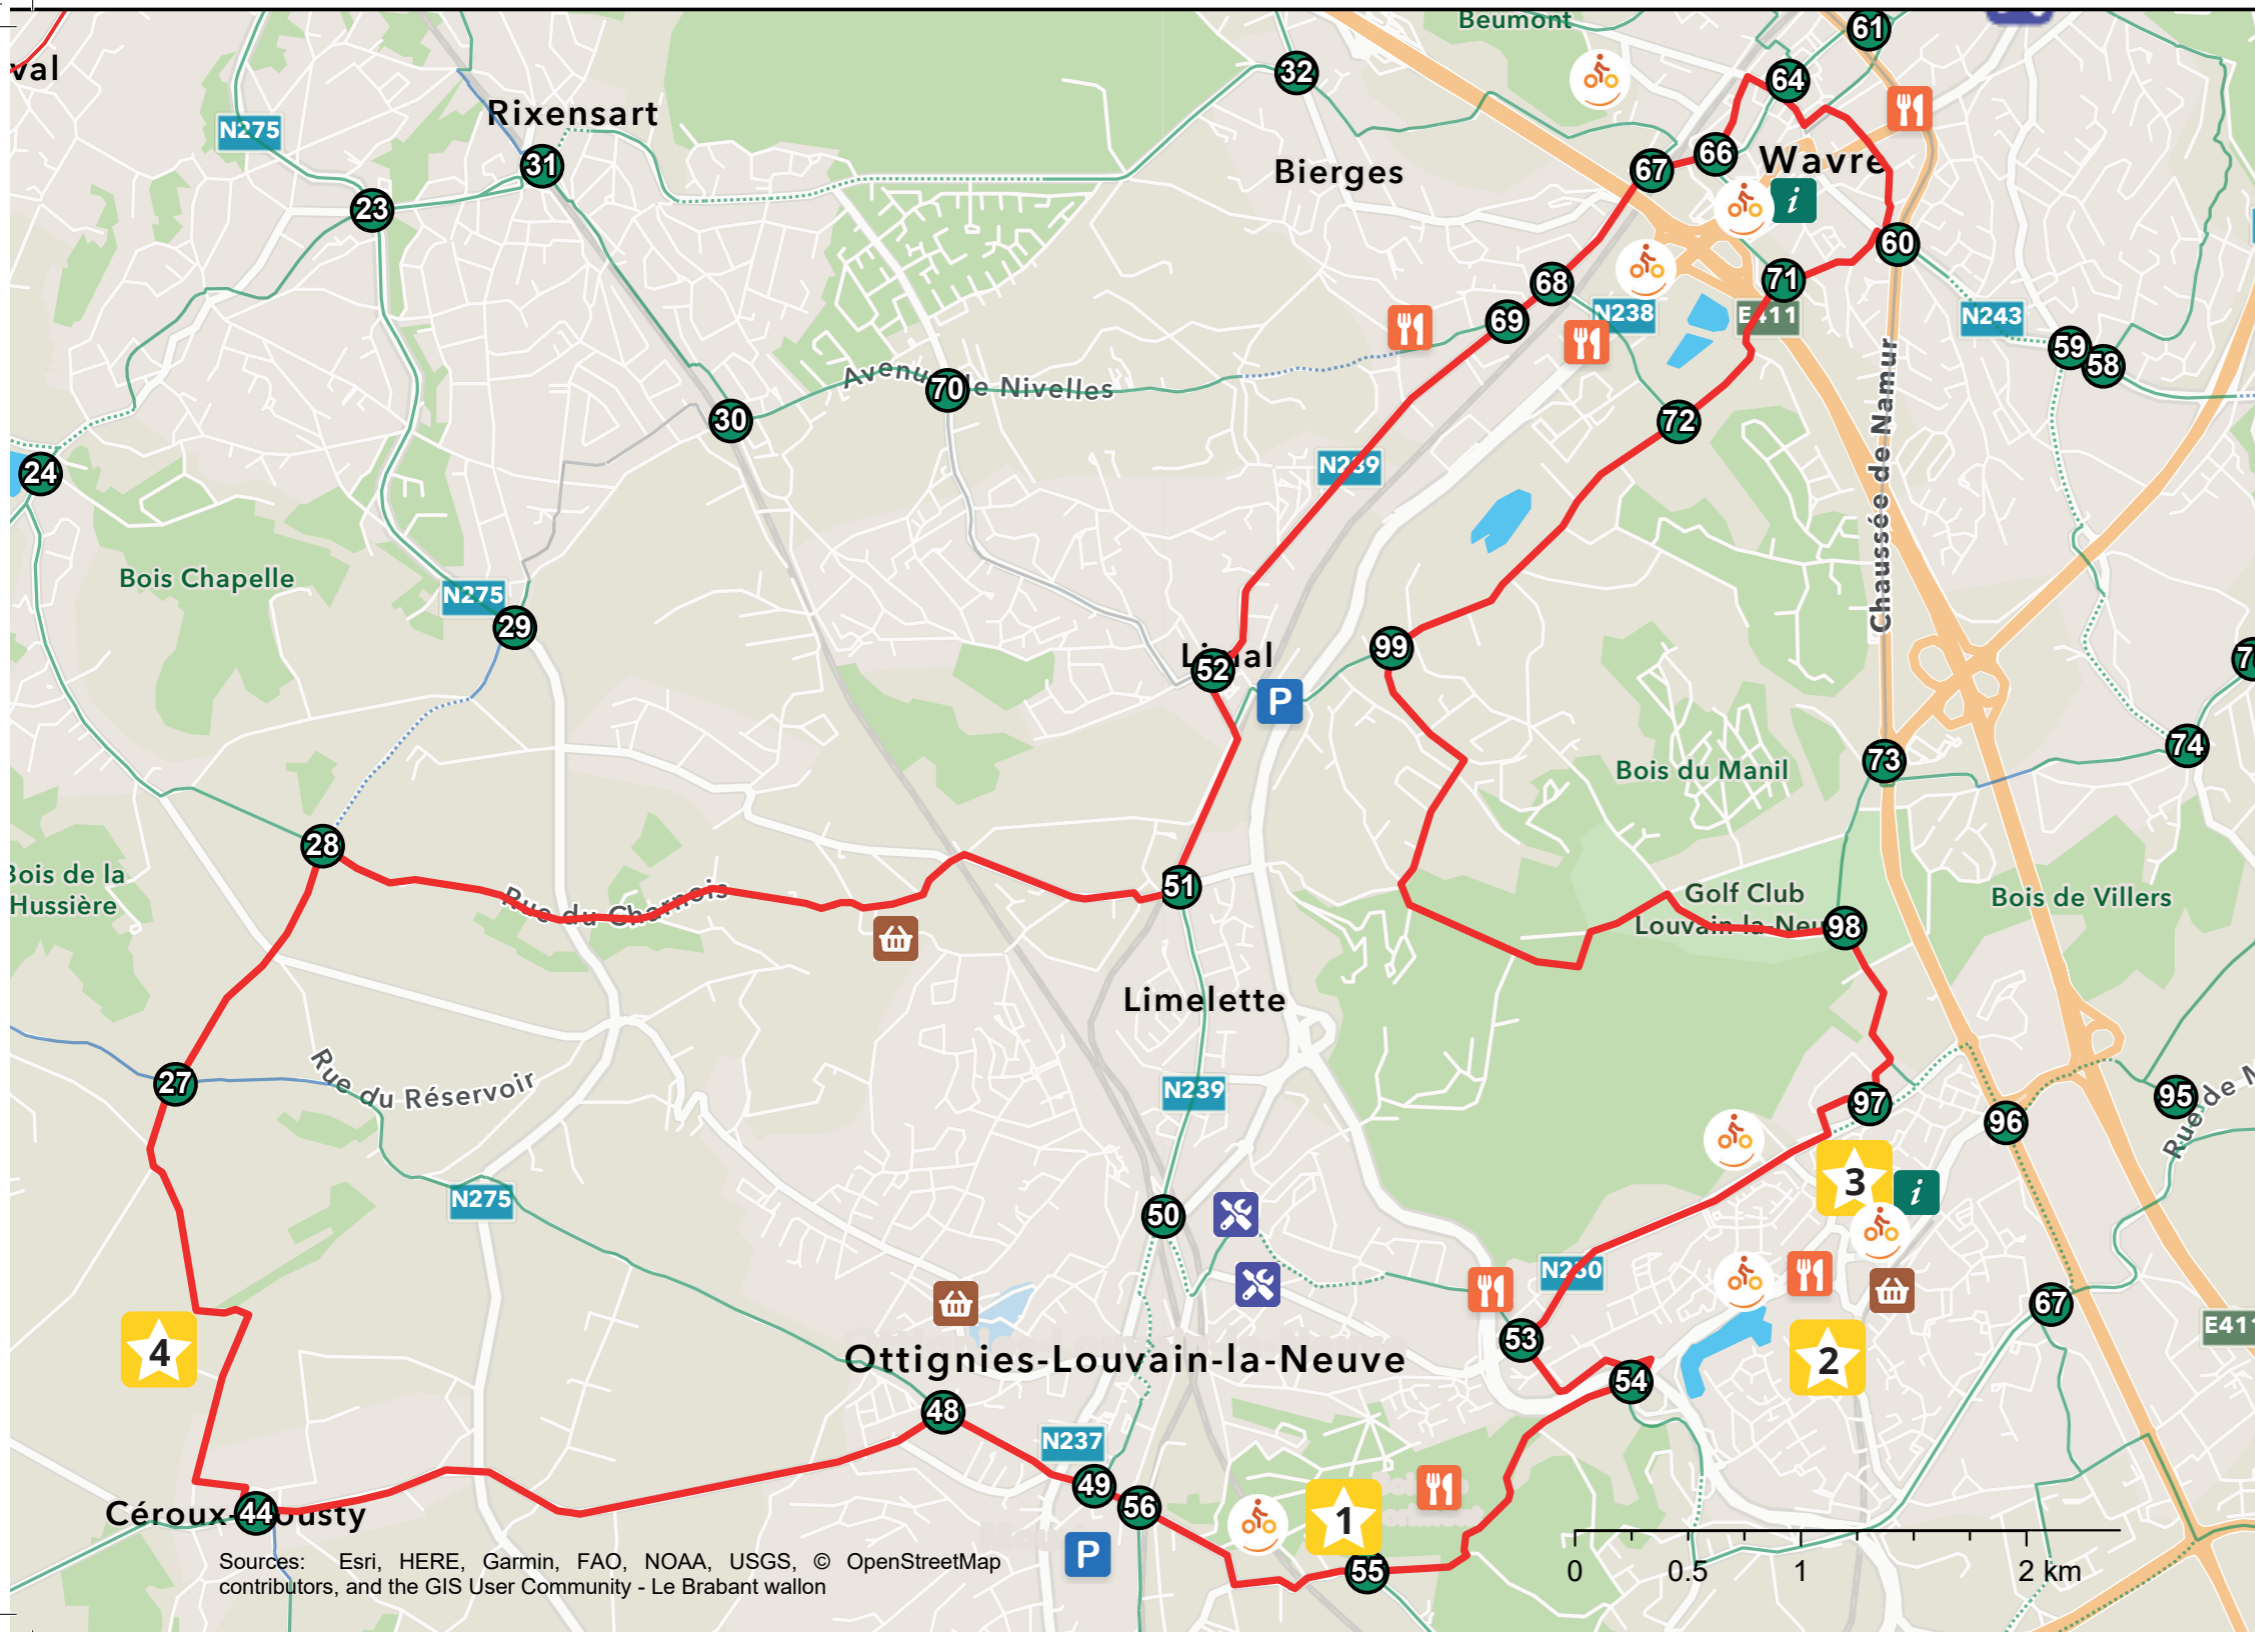 Beumont
61
val
32
64
Rixensart
N275
31
Bierges
67
66
Wavre
i
23
60
68
71
69
N238
E411
N243
59
58
Avenue de Nivelles
70
30
72
Chaussée de Namur
24
N239
Bois Chapelle
N275
29
Limal
52
99
P
73
74
Bois du Manil
28
Bois de la
Hussière
Rue du Charnois
51
Golf Club
Louvain-la-Neu
98
Bois de Villers
Limelette
27
Rue du Réservoir
N239
97
96
95
Rue de
N275
50
3
i
N250
67
E411
4
53
2
Ottignies-Louvain-la-Neuve
54
48
N237
49
56
1
Céroux-Mousty
44
P
55
0 0.5 1 2 km
Sources: Esri, HERE, Garmin, FAO, NOAA, USGS, © OpenStreetMap
contributors, and the GIS User Community - Le Brabant wallon